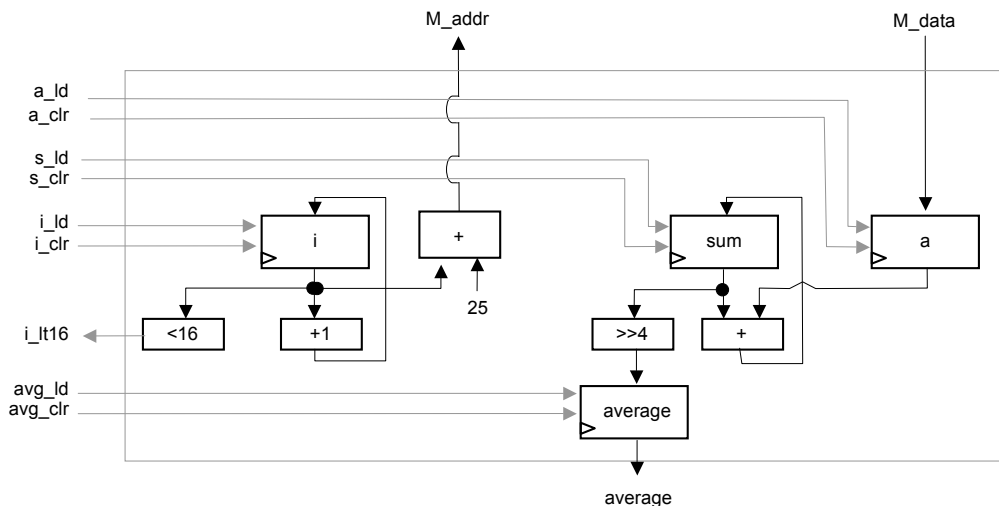 M_addr
M_data
a_ld
a_clr
s_ld
s_clr
i_ld
i_clr
i
+
sum
a
25
i_lt16
<16
+1
>>4
+
avg_ld
avg_clr
average
average